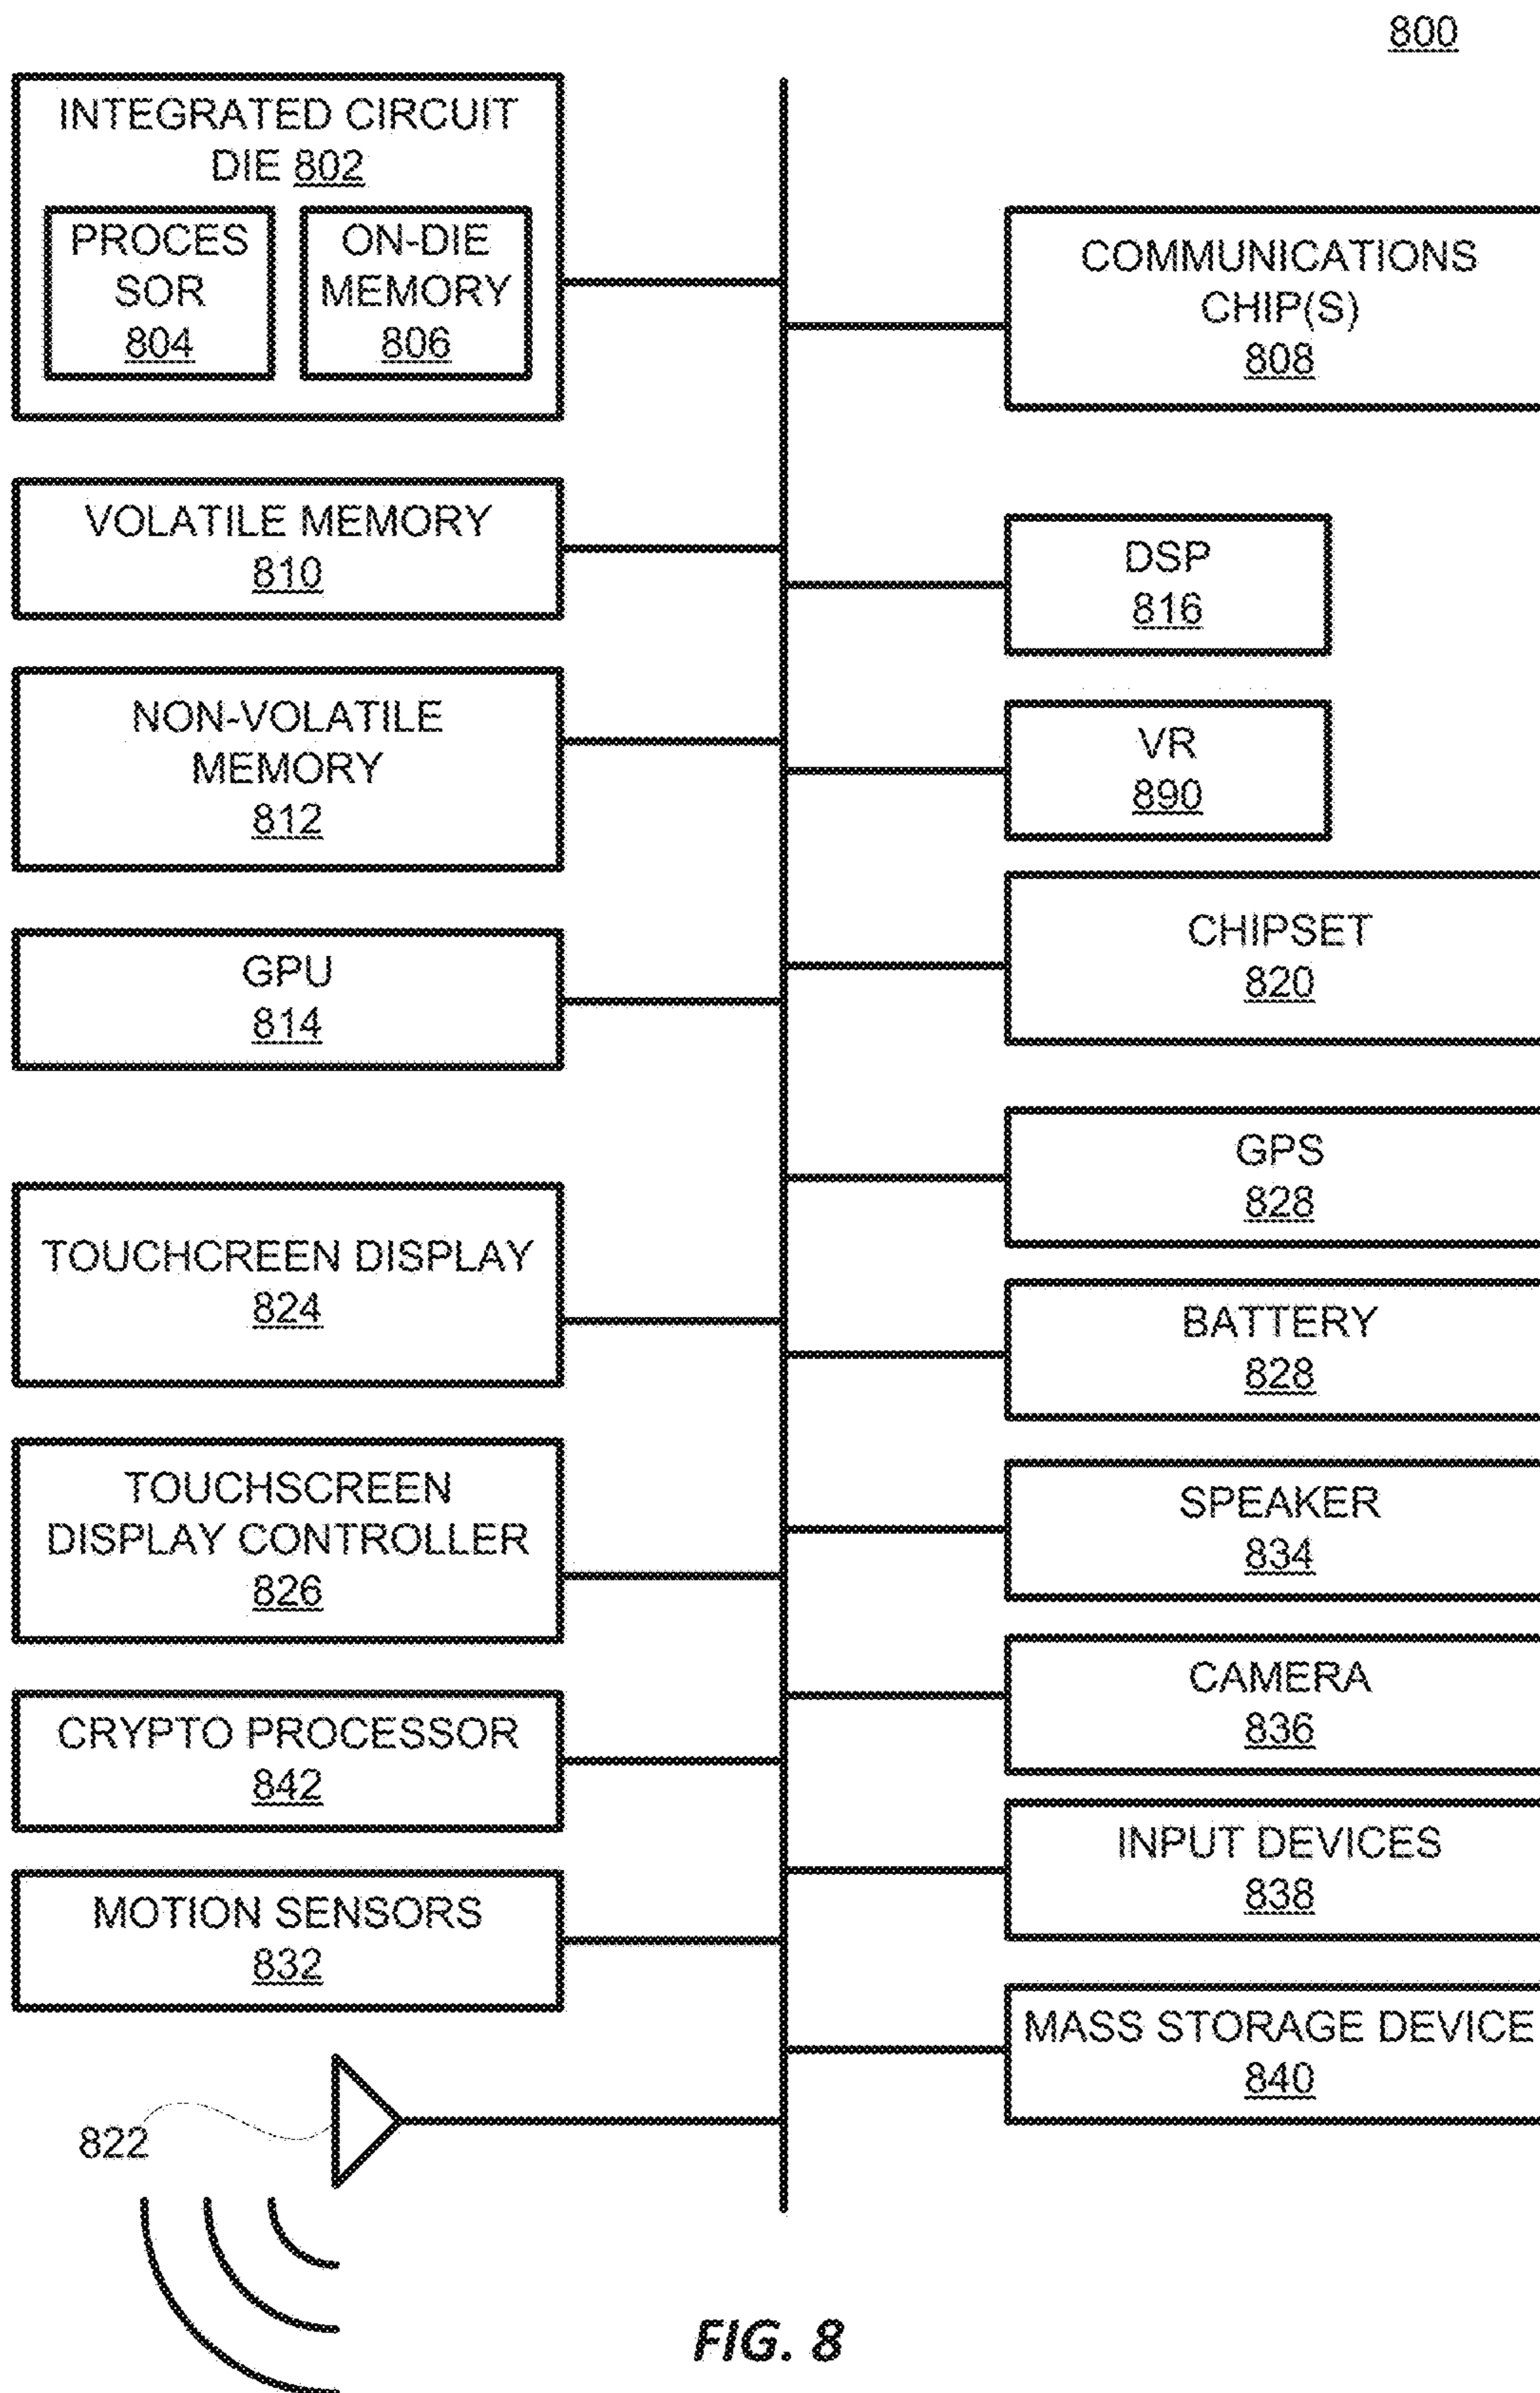 800
INTEGRATED CIRCUIT
DIE 802
PROCES
SOR
804
ON-DIE
MEMORY
806
COMMUNICATIONS
CHIP(S)
808
VOLATILE MEMORY
810
DSP
816
NON-VOLATILE
MEMORY
812
VR
890
CHIPSET
820
GPU
814
GPS
828
TOUCHCREEN DISPLAY
824
BATTERY
828
TOUCHSCREEN
DISPLAY CONTROLLER
826
SPEAKER
834
CAMERA
836
CRYPTO PROCESSOR
842
INPUT DEVICES
838
MOTION SENSORS
832
MASS STORAGE DEVICE
840
822
FIG. 8